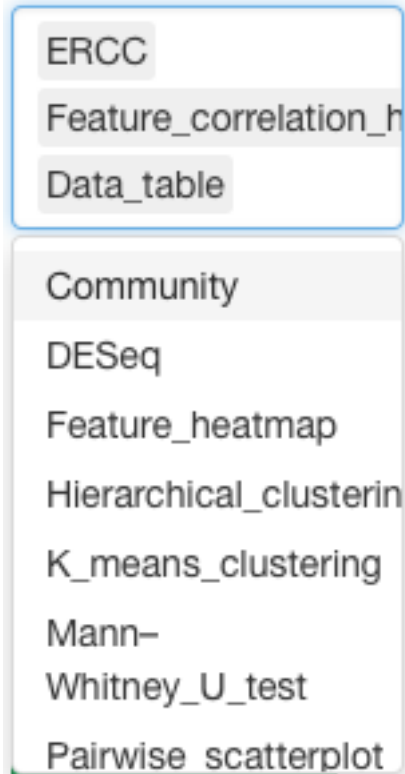 ERCC
Feature_correlation_h
Data_table
Community
DESeq
Feature_heatmap
Hierarchical_clusterin
K_means_clustering
Mann–
Whitney_U_test
Pairwise_scatterplot